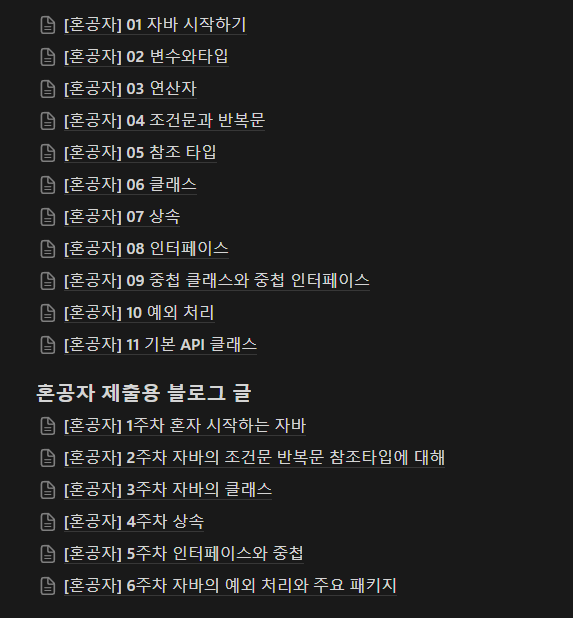 [혼공자] 01 자바 시작하기
[혼공자] 02 변수와타입
[혼공자] 03 연산자
[혼공자] 04 조건문과 반복문
[혼공자] 05 참조 타입
[혼공자] 06 클래스
[혼공자] 07 상속
[혼공자] 08 인터페이스
[혼공자] 09 중첩 클래스와 중첩 인터페이스
[혼공자] 10 예외 처리
[혼공자] 11 기본 API 클래스
혼공자 제출용 블로그 글
[혼공자] 1주차 혼자 시작하는 자바
[혼공자] 2주차 자바의 조건문 반복문 참조타입에 대해
[혼공자] 3주차 자바의 클래스
[혼공자] 4주차 상속
[혼공자] 5주차 인터페이스와 중첩
[혼공자] 6주차 자바의 예외 처리와 주요 패키지